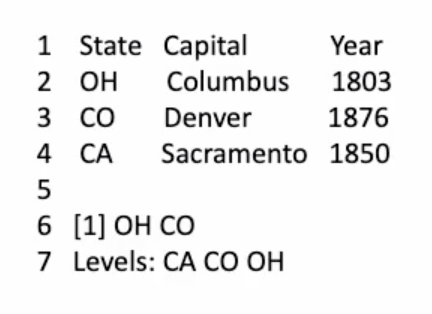 1 State Capital Year
2 OH Columbus 1803
3 CO Denver 1876
4 CA Sacramento 1850
5
6 [1] OH CO
7 Levels: CA CO OH